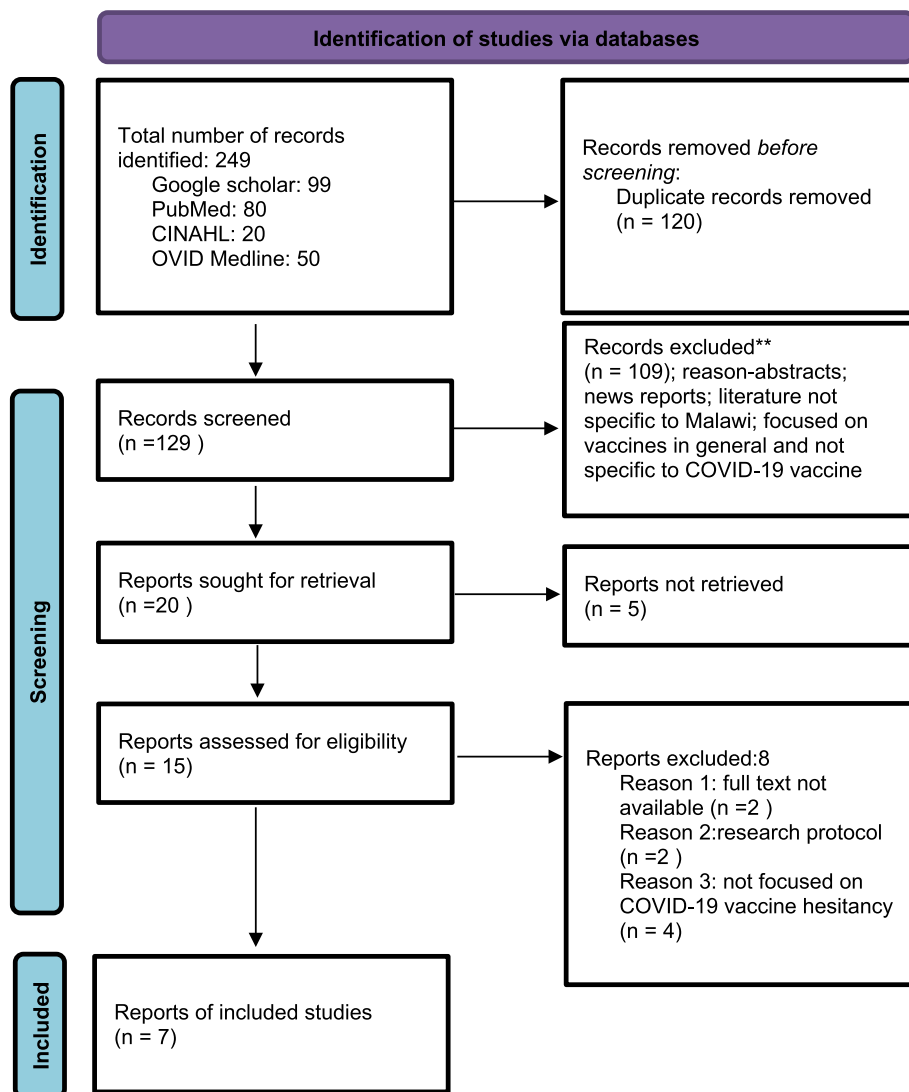 Identification of studies via databases
Identification
Total number of records
identified: 249
Google scholar: 99
PubMed: 80
CINAHL: 20
OVID Medline: 50
Records removed before
screening:
Duplicate records removed
(n = 120)
Screening
Records screened
(n =129 )
Records excluded**
(n = 109); reason-abstracts;
news reports; literature not
specific to Malawi; focused on
vaccines in general and not
specific to COVID-19 vaccine
Reports sought for retrieval
(n =20 )
Reports not retrieved
(n = 5)
Reports assessed for eligibility
(n = 15)
Reports excluded:8
Reason 1: full text not
available (n =2 )
Reason 2:research protocol
(n =2 )
Reason 3: not focused on
COVID-19 vaccine hesitancy
(n = 4)
Included
Reports of included studies
(n = 7)